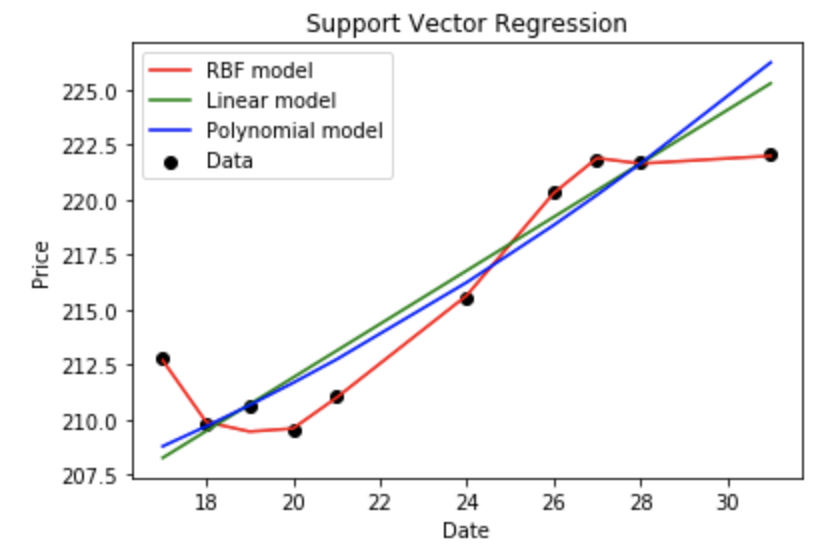 Support Vector Regression
RBF model
Linear model
Polynomial model
Data
225.0
222.5
220.0
217.5
215.0
212.5
210.0
207.5
Price
18 20 22 24 26 28 30
Date